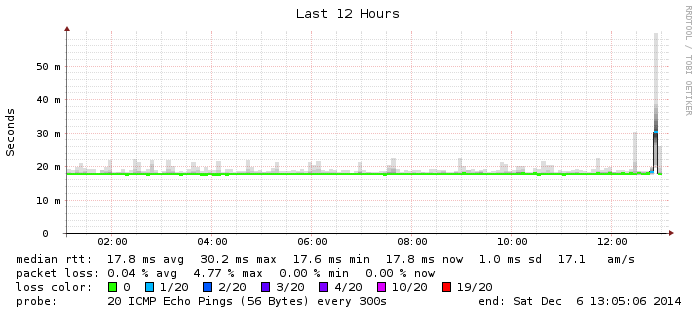 Last 12 Hours
RRDTOOL / TOBI OETIKER
Seconds
50 m
40 m
30 m
20 m
10 m
0
02:00 04:00 06:00 08:00 10:00 12:00
median rtt: 17.8 ms avg 30.2 ms max 17.6 ms min 17.8 ms now 1.0 ms sd 17.1 am/s
packet loss: 0.04 % avg 4.77 % max 0.00 % min 0.00 % now
loss color: 0 1/20 2/20 3/20 4/20 10/20 19/20
probe: 20 ICMP Echo Pings (56 Bytes) every 300s end: Sat Dec 6 13:05:06 2014